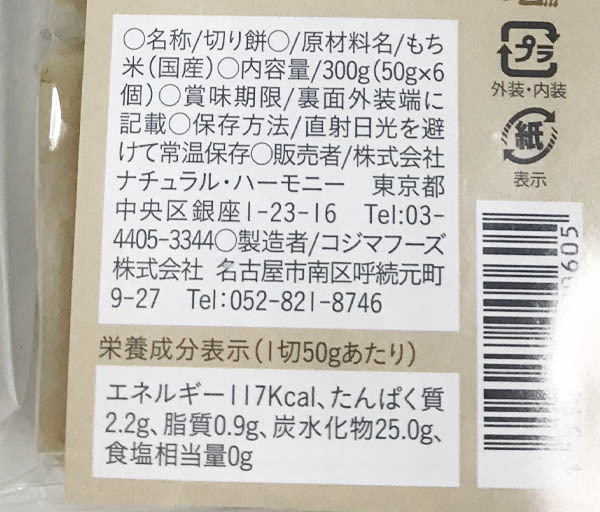 ○名称/切り餅○/原材料名/もち
米(国産)○内容量/300g(50g×6
個)○賞味期限/裏面外装端に
記載○保存方法/直射日光を避
けて常温保存○販売者/株式会社
ナチュラル・ハーモニー 東京都
中央区銀座1-23-16 Tel:03-
4405-3344○製造者/コジマフーズ
株式会社 名古屋市南区呼続元町
9-27 Tel:052-821-8746
栄養成分表示(1切50gあたり)
エネルギー117Kcal、たんぱく質
2.2g、脂質0.9g、炭水化物25.0g、
食塩相当量0g
プラ
外装・内装
紙
表示